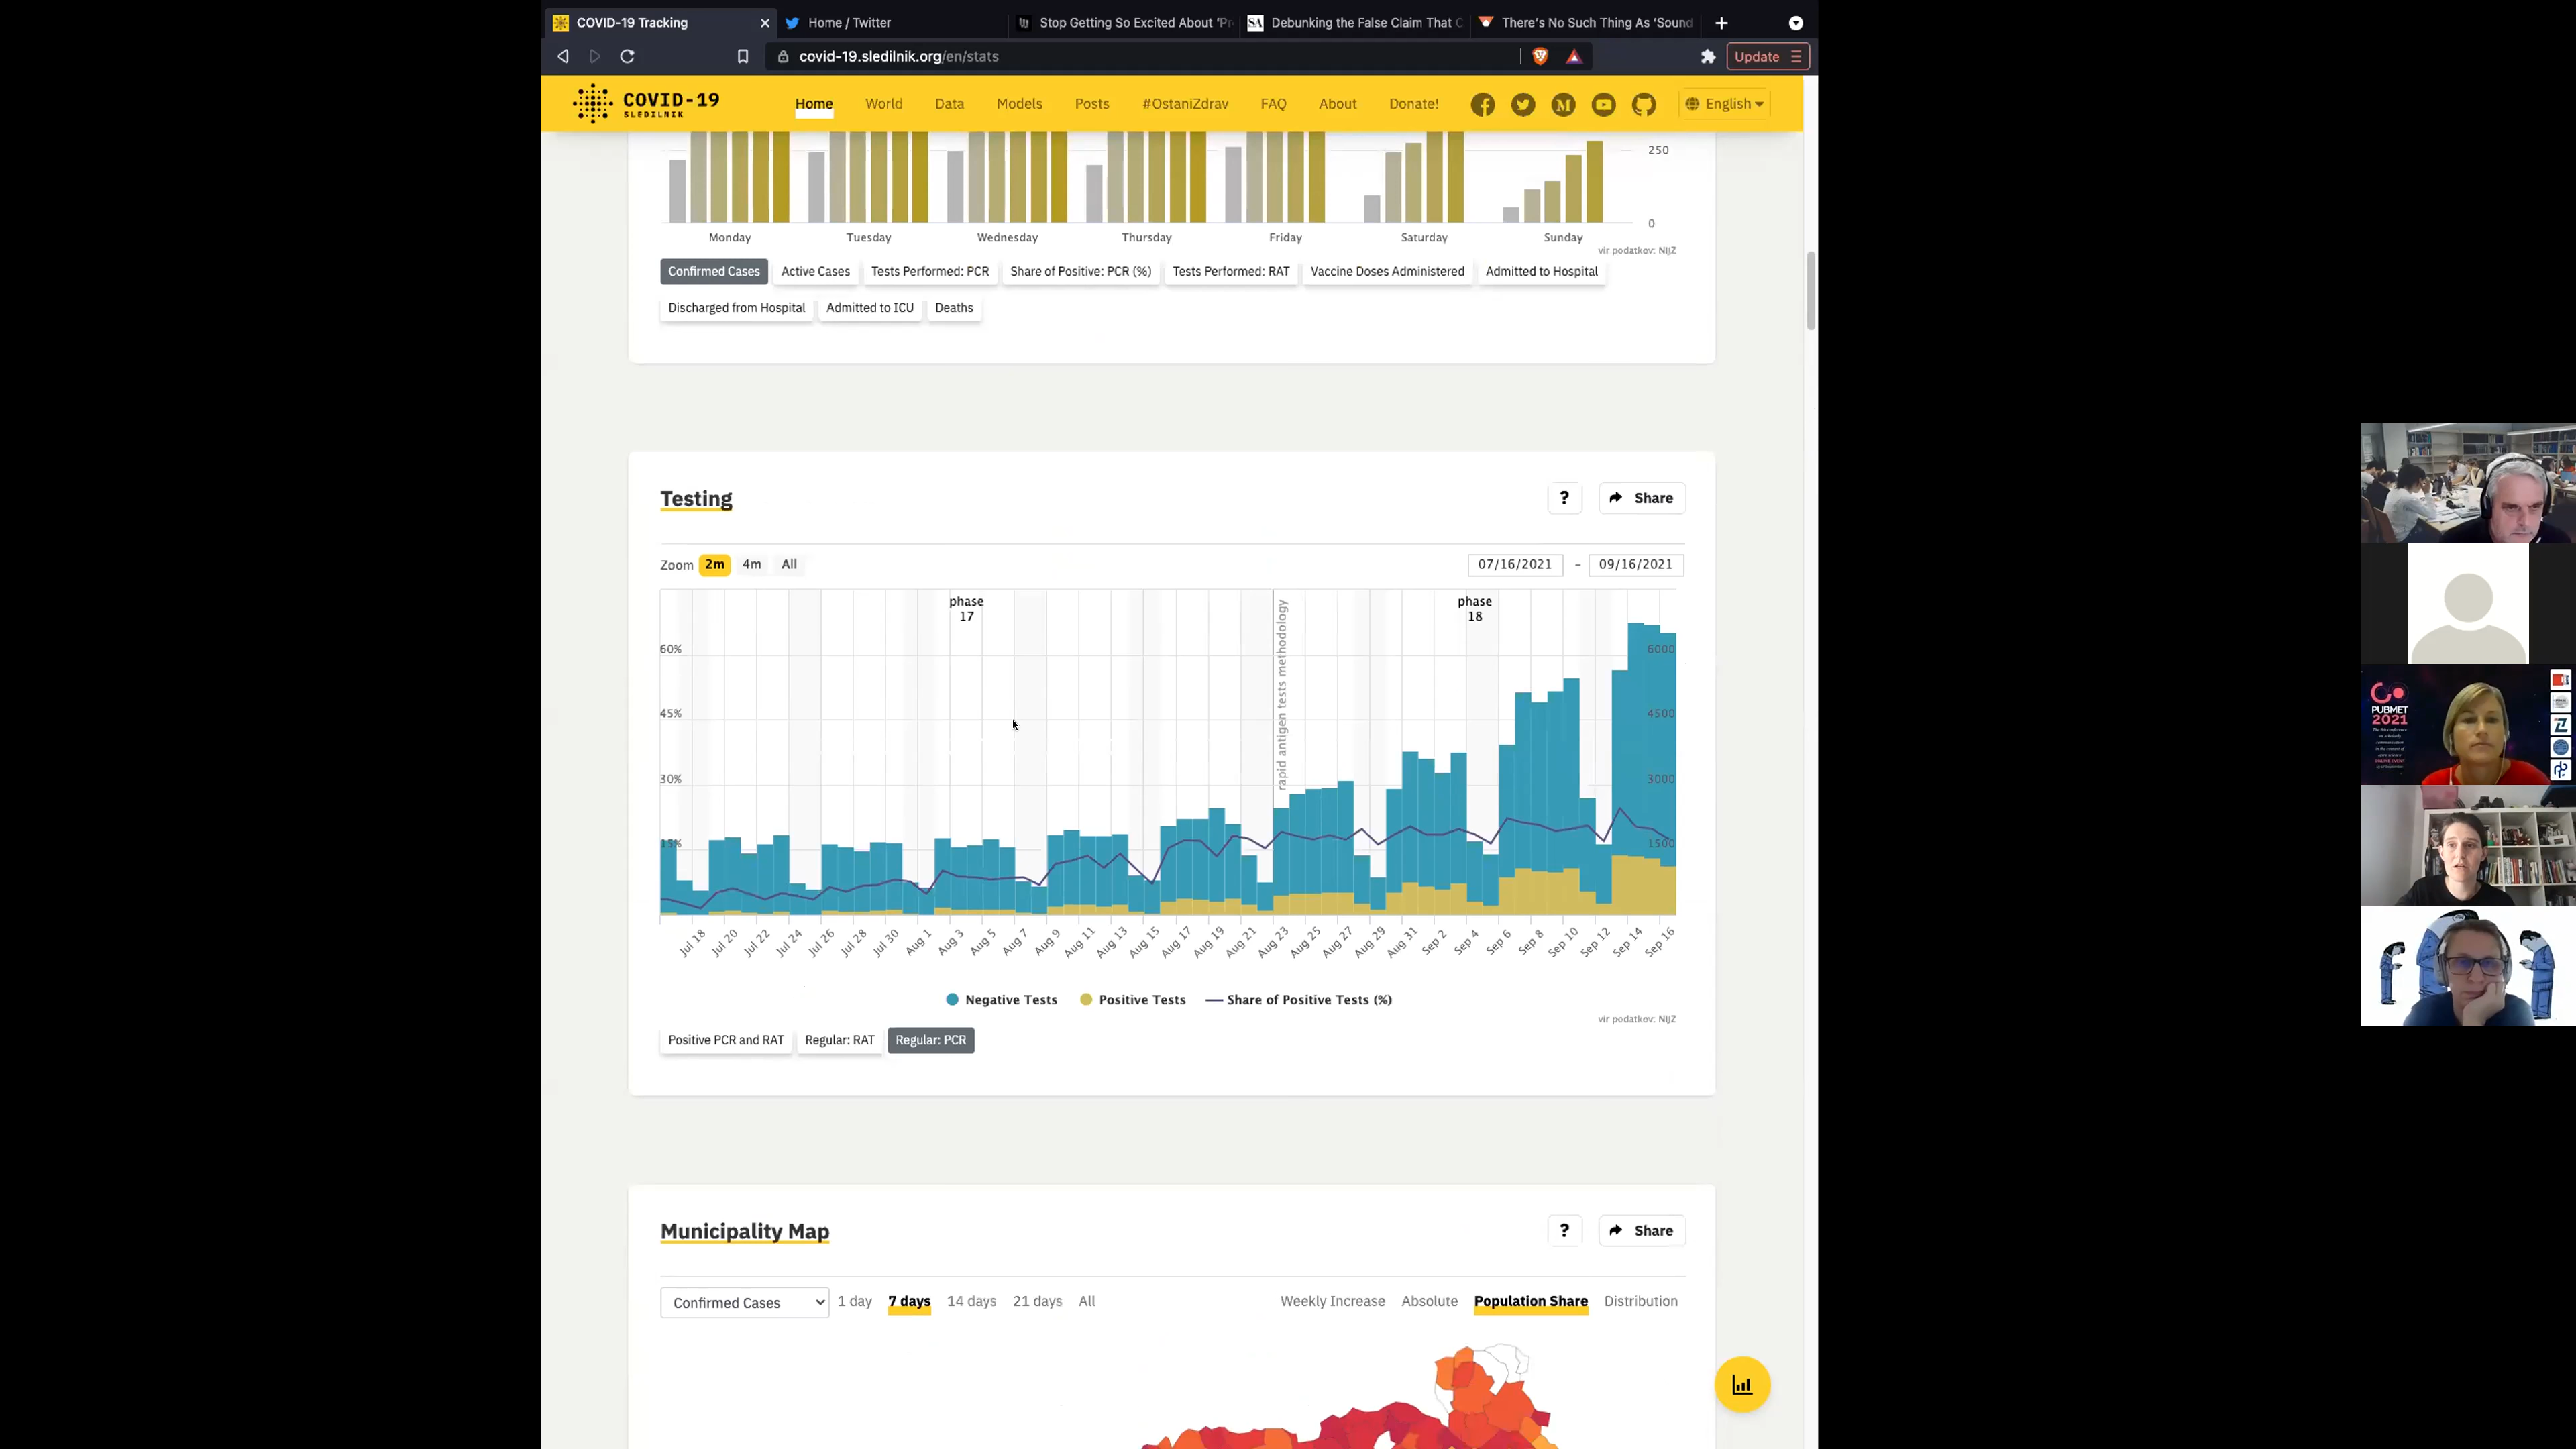 COVID-19 Tracking
Home / Twitter
Stop Getting So Excited About 'Pr
Debunking the False Claim That C
There's No Such Thing As 'Sound
covid-19.sledilnik.org/en/stats
Update
COVID-19
SLEDILNIK
Home World Data Models Posts #OstaniZdrav FAQ About Donate! English
250
0
Monday Tuesday Wednesday Thursday Friday Saturday Sunday
vir podatkov: NIJZ
Confirmed Cases Active Cases Tests Performed: PCR Share of Positive: PCR (%) Tests Performed: RAT Vaccine Doses Administered Admitted to Hospital
Discharged from Hospital Admitted to ICU Deaths
Testing ? Share
Zoom 2m 4m All 07/16/2021 – 09/16/2021
phase
17
phase
18
rapid antigen tests methodology
60% 6000
45% 4500
30% 3000
15% 1500
Jul 18 Jul 20 Jul 22 Jul 24 Jul 26 Jul 28 Jul 30 Aug 1 Aug 3 Aug 5 Aug 7 Aug 9 Aug 11 Aug 13 Aug 15 Aug 17 Aug 19 Aug 21 Aug 23 Aug 25 Aug 27 Aug 29 Aug 31 Sep 2 Sep 4 Sep 6 Sep 8 Sep 10 Sep 12 Sep 14 Sep 16
Negative Tests Positive Tests Share of Positive Tests (%)
vir podatkov: NIJZ
Positive PCR and RAT Regular: RAT Regular: PCR
Municipality Map ? Share
Confirmed Cases 1 day 7 days 14 days 21 days All Weekly Increase Absolute Population Share Distribution
PUBMET
2021